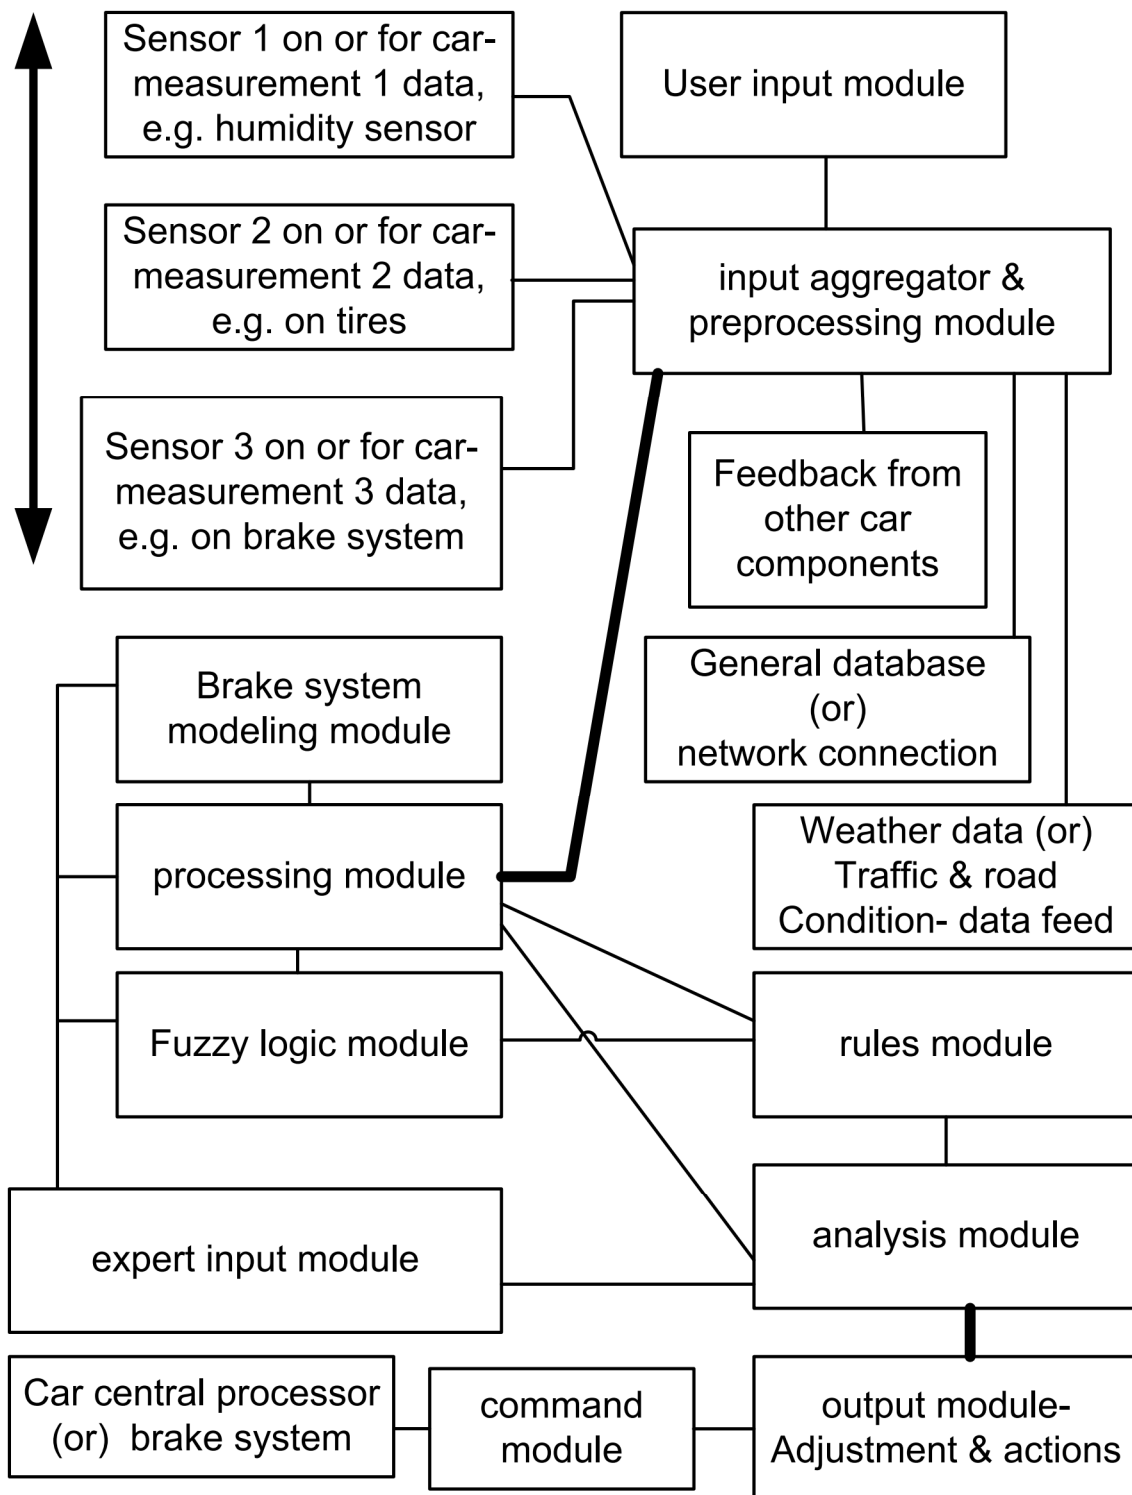 Sensor 1 on or for car-
measurement 1 data,
e.g. humidity sensor
User input module
Sensor 2 on or for car-
measurement 2 data,
e.g. on tires
input aggregator &
preprocessing module
Sensor 3 on or for car-
measurement 3 data,
e.g. on brake system
Feedback from
other car
components
General database
(or)
network connection
Brake system
modeling module
processing module
Weather data (or)
Traffic & road
Condition- data feed
Fuzzy logic module
rules module
expert input module
analysis module
Car central processor
(or) brake system
command
module
output module-
Adjustment & actions